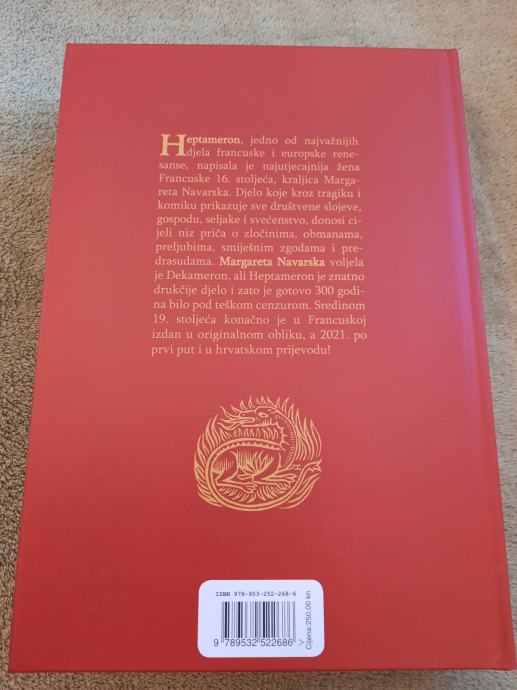 Heptameron, jedno od najvažnijih
djela francuske i europske rene-
sanse, napisala je najutjecajnija žena
Francuske 16. stoljeća, kraljica Marga-
reta Navarska. Djelo koje kroz tragiku i
komiku prikazuje sve društvene slojeve,
gospodu, seljake i svećenstvo, donosi ci-
jeli niz priča o zločinima, obmanama,
preljubima, smiješnim zgodama i pre-
drasudama. Margareta Navarska voljela
je Dekameron, ali Heptameron je znatno
drukčije djelo i zato je gotovo 300 godi-
na bilo pod teškom cenzurom. Sredinom
19. stoljeća konačno je u Francuskoj
izdan u originalnom obliku, a 2021. po
prvi put i u hrvatskom prijevodu!
ISBN 978-953-252-268-6
9 789532 522686 >
Cijena:250,00 kn